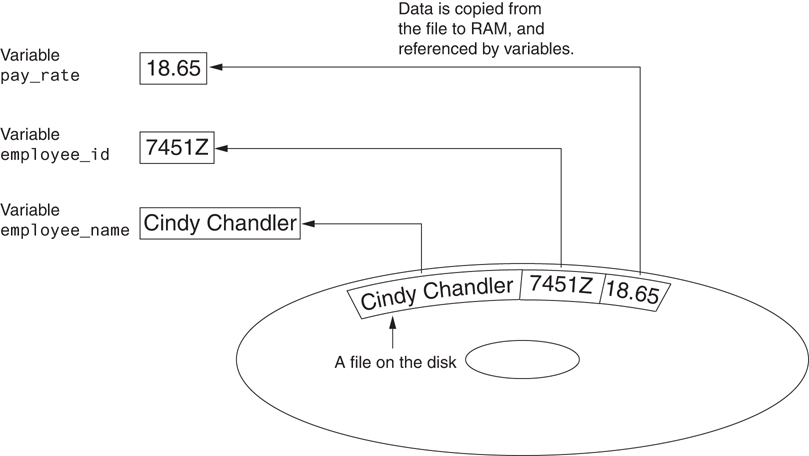 Data is copied from
the file to RAM, and
referenced by variables.
Variable
pay_rate
18.65
Variable
employee_id
7451Z
Variable
employee_name
Cindy Chandler
Cindy Chandler
7451Z
18.65
A file on the disk